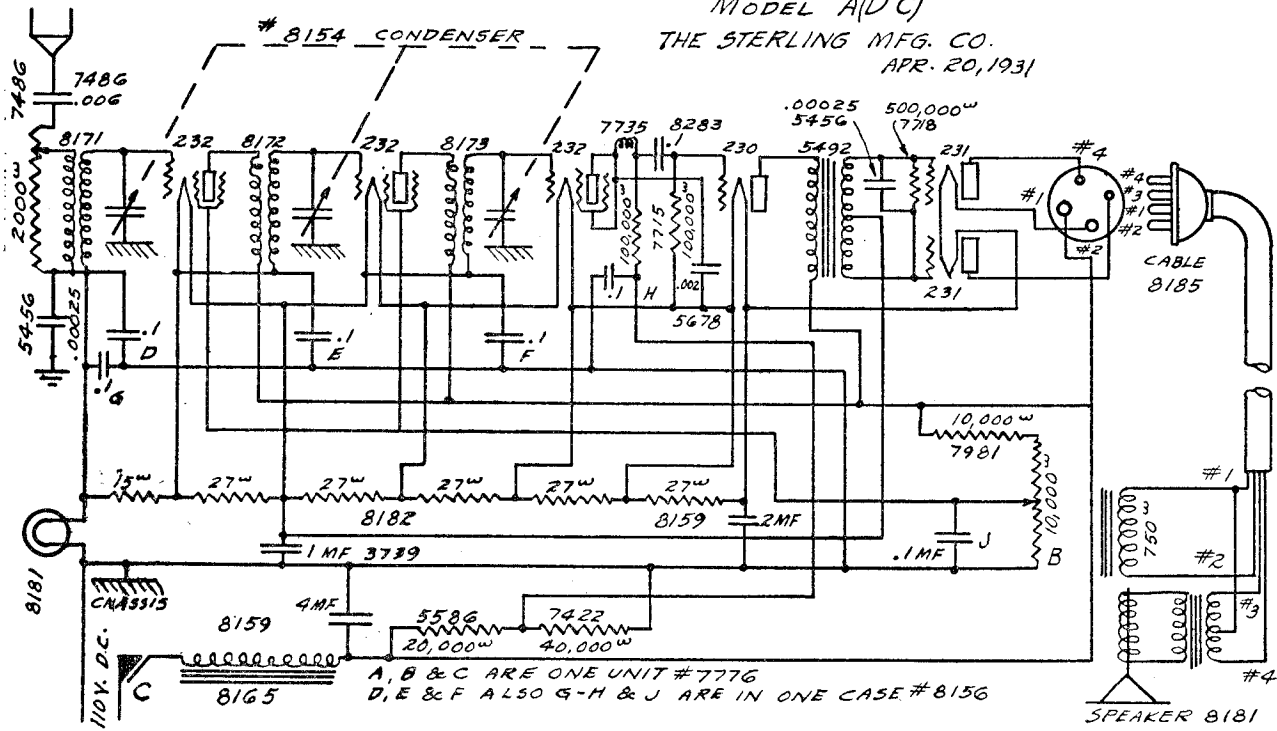 MODEL A(DC)
THE STERLING MFG. CO.
APR. 20, 1931
# 8154 CONDENSER
7486
7486
.006
8171
232
8172
232
8173
232
7735
8283
.1
230
5492
.00025
5456
500,000ω
7718
231
#4
#1
#2
231
#4
#3
#1
#2
CABLE
8185
2000ω
100,000ω
7715
100,000ω
.002
5678
.1
H
5456
.00025
.1
D
.1
G
.1
E
.1
F
10,000ω
7981
10,000ω
B
15ω
27ω
27ω
27ω
27ω
27ω
8182
8159
.2MF
1 MF 3739
.1MF
J
8181
CHASSIS
4MF
8159
8165
5586
20,000ω
7422
40,000ω
110V. D.C.
C
A, B & C ARE ONE UNIT #7776
D, E & F ALSO G-H & J ARE IN ONE CASE #8156
#1
750ω
#2
#3
#4
SPEAKER 8181